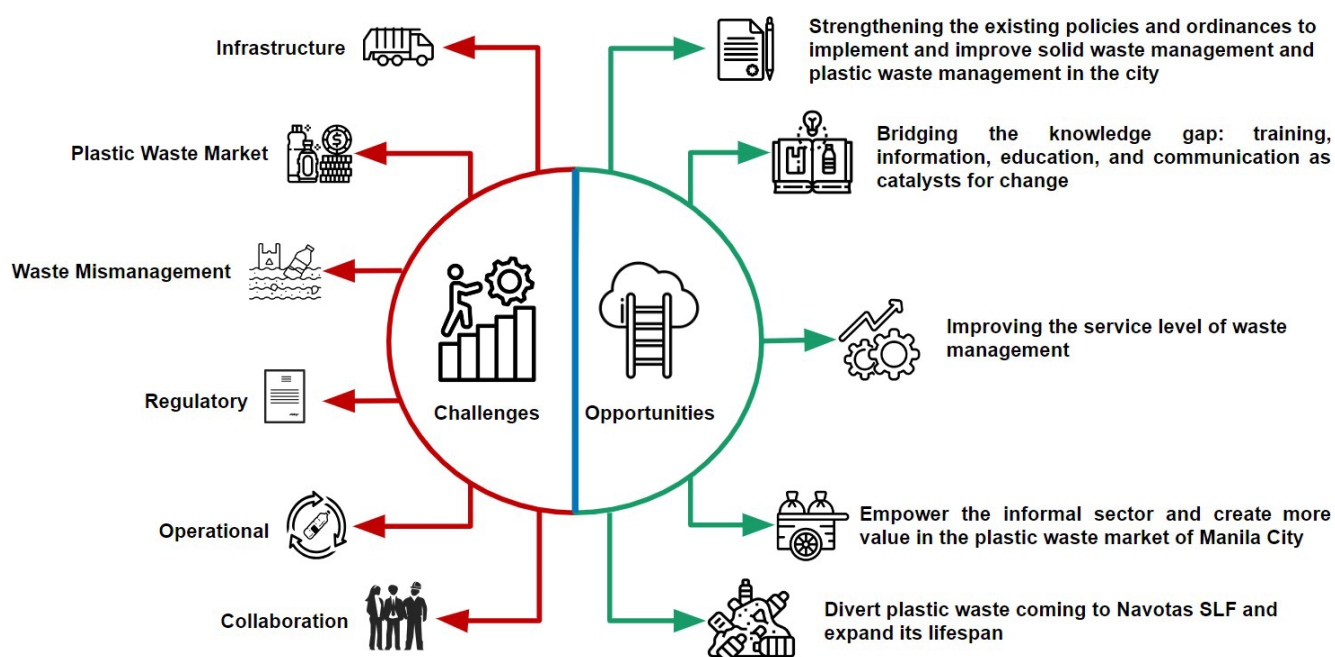 Infrastructure
Plastic Waste Market
Waste Mismanagement
Regulatory
Operational
Collaboration
Challenges
Opportunities
Strengthening the existing policies and ordinances to
implement and improve solid waste management and
plastic waste management in the city
Bridging the knowledge gap: training,
information, education, and communication as
catalysts for change
Improving the service level of waste
management
Empower the informal sector and create more
value in the plastic waste market of Manila City
Divert plastic waste coming to Navotas SLF and
expand its lifespan